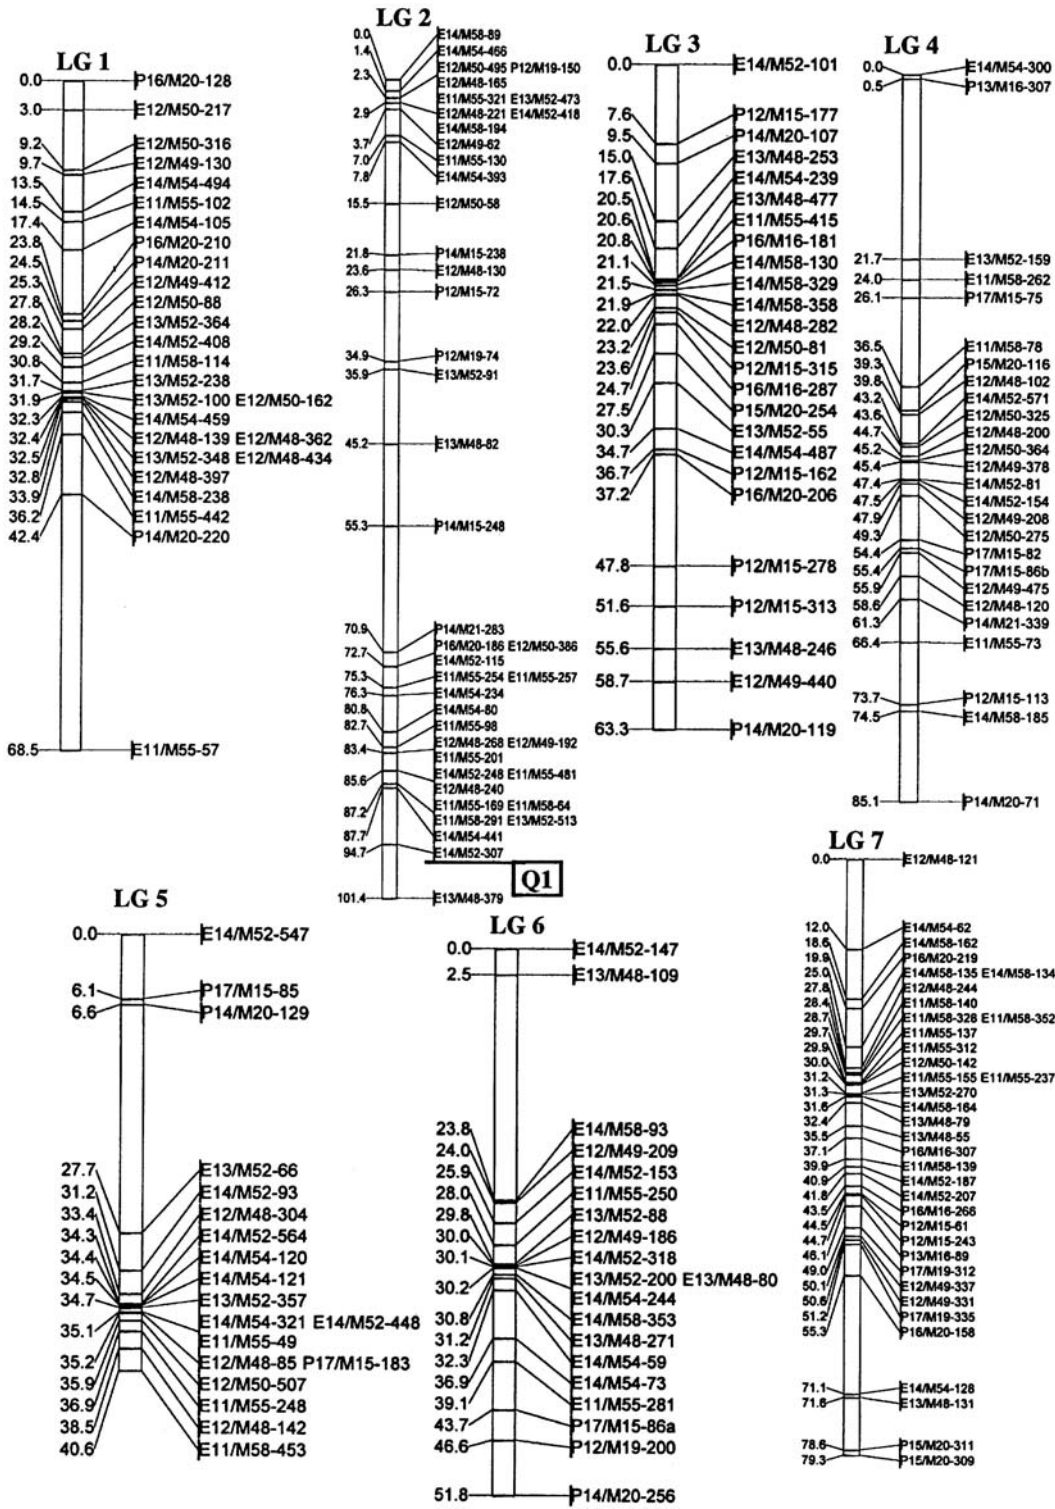 LG 1
0.0 P16/M20-128
3.0 E12/M50-217
9.2 E12/M50-316
9.7 E12/M49-130
13.5 E14/M54-494
14.5 E11/M55-102
17.4 E14/M54-105
23.8 P16/M20-210
24.5 P14/M20-211
25.3 E12/M49-412
27.8 E12/M50-88
28.2 E13/M52-364
29.2 E14/M52-408
30.8 E11/M58-114
31.7 E13/M52-238
31.9 E13/M52-100 E12/M50-162
32.3 E14/M54-459
32.4 E12/M48-139 E12/M48-362
32.5 E13/M52-348 E12/M48-434
32.8 E12/M48-397
33.9 E14/M58-238
36.2 E11/M55-442
42.4 P14/M20-220
68.5 E11/M55-57
LG 2
0.0 E14/M58-89
1.4 E14/M54-466
2.3 E12/M50-495 P12/M19-150
E12/M48-165
E11/M55-321 E13/M52-473
2.9 E12/M48-221 E14/M52-418
E14/M58-194
3.7 E12/M49-62
7.0 E11/M55-130
7.8 E14/M54-393
15.5 E12/M50-58
21.8 P14/M15-238
23.6 E12/M48-130
26.3 P12/M15-72
34.9 P12/M19-74
35.9 E13/M52-91
45.2 E13/M48-82
55.3 P14/M15-248
70.9 P14/M21-283
P16/M20-186 E12/M50-386
72.7 E14/M52-115
75.3 E11/M55-254 E11/M55-257
76.3 E14/M54-234
80.8 E14/M54-80
82.7 E11/M55-98
E12/M48-268 E12/M49-192
83.4 E11/M55-201
E14/M52-248 E11/M55-481
85.6 E12/M48-240
E11/M55-169 E11/M58-64
87.2 E11/M58-291 E13/M52-513
87.7 E14/M54-441
94.7 E14/M52-307
Q1
101.4 E13/M48-379
LG 3
0.0 E14/M52-101
7.6 P12/M15-177
9.5 P14/M20-107
15.0 E13/M48-253
17.6 E14/M54-239
20.5 E13/M48-477
20.6 E11/M55-415
20.8 P16/M16-181
21.1 E14/M58-130
21.5 E14/M58-329
21.9 E14/M58-358
22.0 E12/M48-282
23.2 E12/M50-81
23.6 P12/M15-315
24.7 P16/M16-287
27.5 P15/M20-254
30.3 E13/M52-55
34.7 E14/M54-487
36.7 P12/M15-162
37.2 P16/M20-206
47.8 P12/M15-278
51.6 P12/M15-313
55.6 E13/M48-246
58.7 E12/M49-440
63.3 P14/M20-119
LG 4
0.0 E14/M54-300
0.5 P13/M16-307
21.7 E13/M52-159
24.0 E11/M58-262
26.1 P17/M15-75
36.5 E11/M58-78
39.3 P15/M20-116
39.8 E12/M48-102
43.2 E14/M52-571
43.6 E12/M50-325
44.7 E12/M48-200
45.2 E12/M50-364
45.4 E12/M49-378
47.4 E14/M52-81
47.5 E14/M52-154
47.9 E12/M49-208
49.3 E12/M50-275
54.4 P17/M15-82
55.4 P17/M15-86b
55.9 E12/M49-475
58.6 E12/M48-120
61.3 P14/M21-339
66.4 E11/M55-73
73.7 P12/M15-113
74.5 E14/M58-185
85.1 P14/M20-71
LG 5
0.0 E14/M52-547
6.1 P17/M15-85
6.6 P14/M20-129
27.7 E13/M52-66
31.2 E14/M52-93
33.4 E12/M48-304
34.3 E14/M52-564
34.4 E14/M54-120
34.5 E14/M54-121
34.7 E13/M52-357
35.1 E14/M54-321 E14/M52-448
E11/M55-49
35.2 E12/M48-85 P17/M15-183
35.9 E12/M50-507
36.9 E11/M55-248
38.5 E12/M48-142
40.6 E11/M58-453
LG 6
0.0 E14/M52-147
2.5 E13/M48-109
23.8 E14/M58-93
24.0 E12/M49-209
25.9 E14/M52-153
28.0 E11/M55-250
29.8 E13/M52-88
30.0 E12/M49-186
30.1 E14/M52-318
30.2 E13/M52-200 E13/M48-80
E14/M54-244
30.8 E14/M58-353
31.2 E13/M48-271
32.3 E14/M54-59
36.9 E14/M54-73
39.1 E11/M55-281
43.7 P17/M15-86a
46.6 P12/M19-200
51.8 P14/M20-256
LG 7
0.0 E12/M48-121
12.0 E14/M54-62
18.6 E14/M58-162
19.9 P16/M20-219
25.0 E14/M58-135 E14/M58-134
27.8 E12/M48-244
28.4 E11/M58-140
28.7 E11/M58-328 E11/M58-352
29.7 E11/M55-137
29.9 E11/M55-312
30.0 E12/M50-142
31.2 E11/M55-155 E11/M55-237
31.3 E13/M52-270
31.6 E14/M58-164
32.4 E13/M48-79
35.5 E13/M48-55
37.1 P16/M16-307
39.9 E11/M58-139
40.9 E14/M52-187
41.8 E14/M52-207
43.5 P16/M16-266
44.5 P12/M15-61
44.7 P12/M15-243
46.1 P13/M16-89
49.0 P17/M19-312
50.1 E12/M49-337
50.6 E12/M49-331
51.2 P17/M19-335
55.3 P16/M20-158
71.1 E14/M54-128
71.6 E13/M48-131
78.6 P15/M20-311
79.3 P15/M20-309